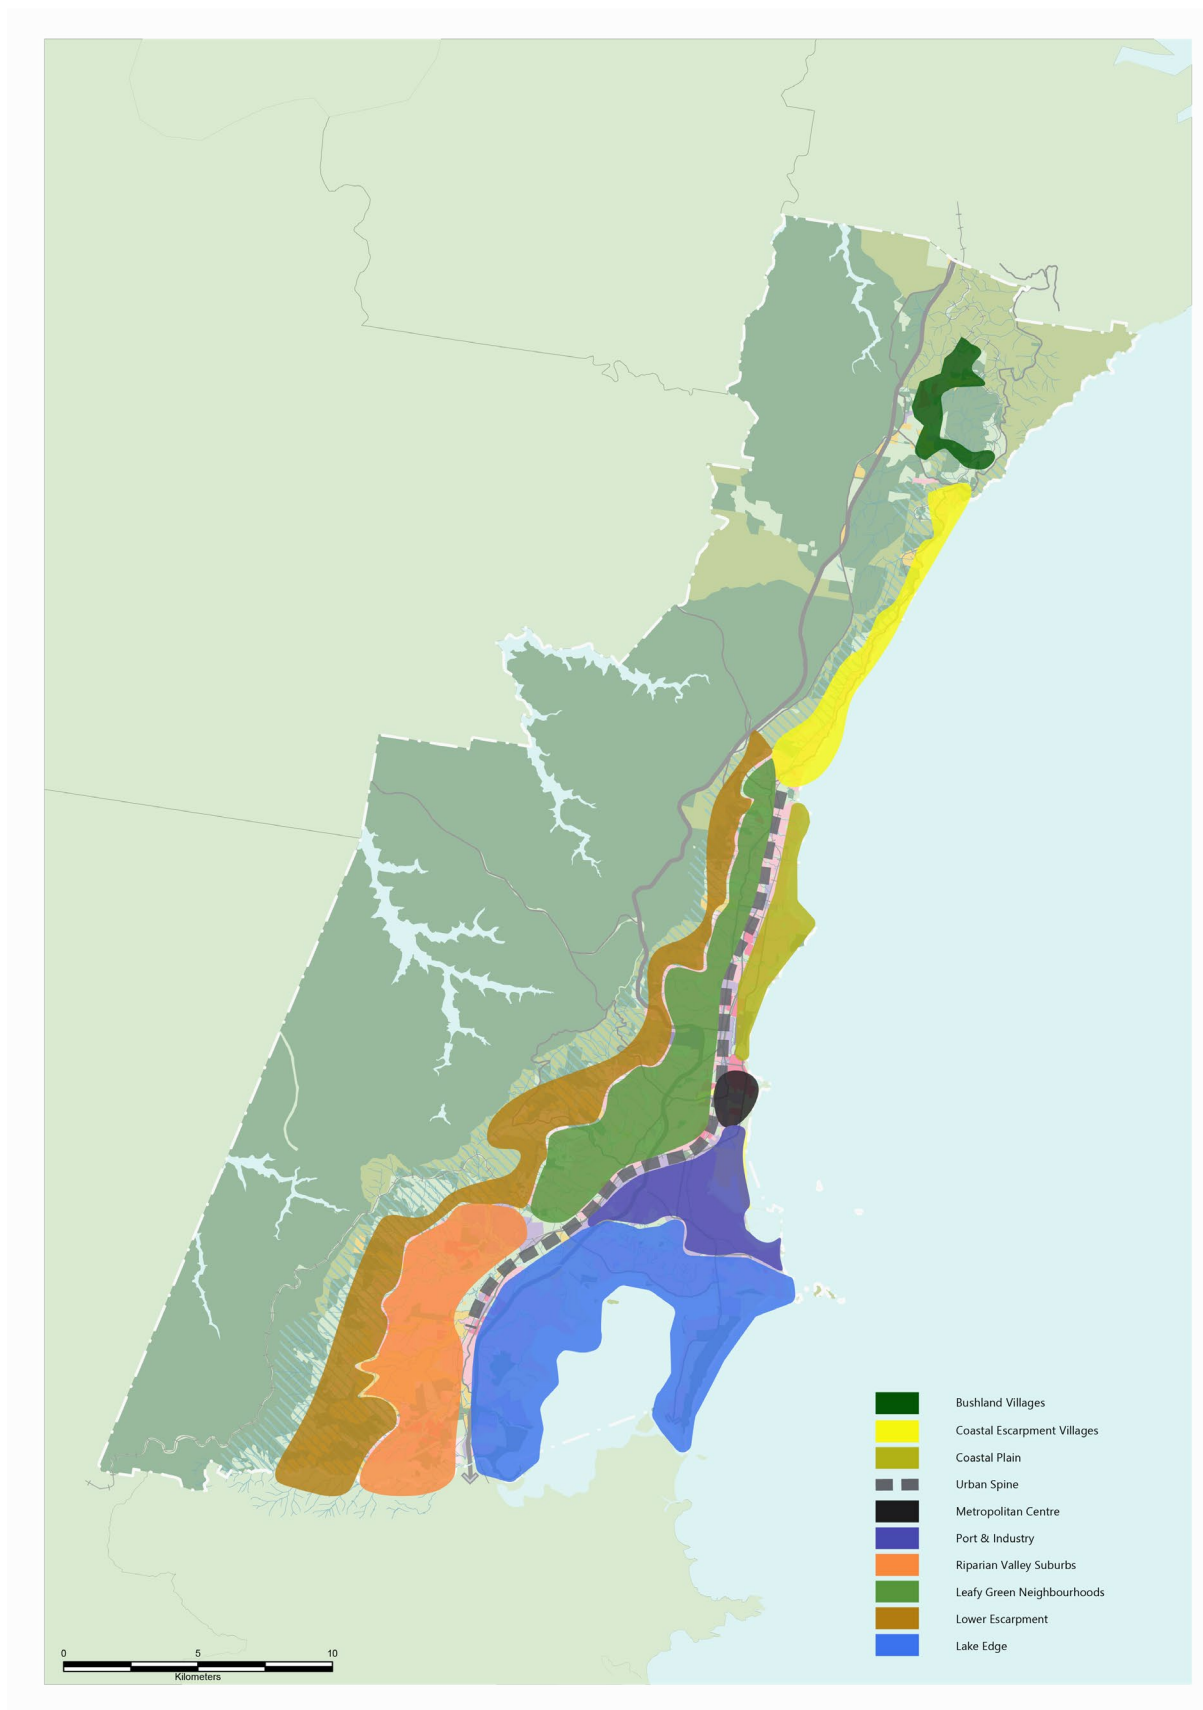 Bushland Villages
Coastal Escarpment Villages
Coastal Plain
Urban Spine
Metropolitan Centre
Port & Industry
Riparian Valley Suburbs
Leafy Green Neighbourhoods
Lower Escarpment
Lake Edge
0 5 10
Kilometers